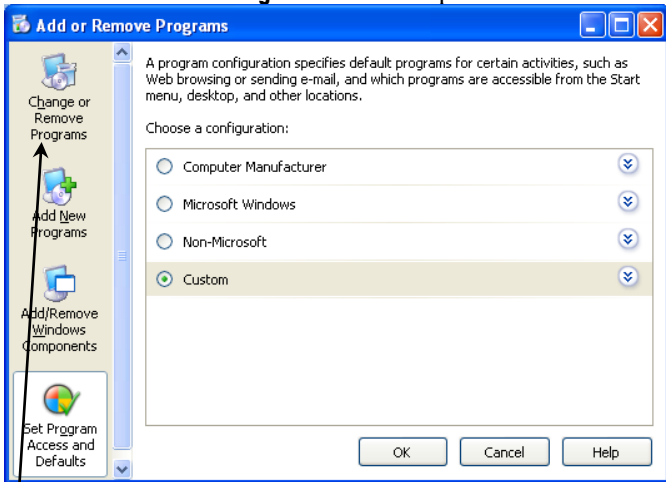 Add or Remove Programs
Change or
Remove
Programs
Add New
Programs
Add/Remove
Windows
Components
Set Program
Access and
Defaults
A program configuration specifies default programs for certain activities, such as
Web browsing or sending e-mail, and which programs are accessible from the Start
menu, desktop, and other locations.
Choose a configuration:
Computer Manufacturer
Microsoft Windows
Non-Microsoft
Custom
OK Cancel Help